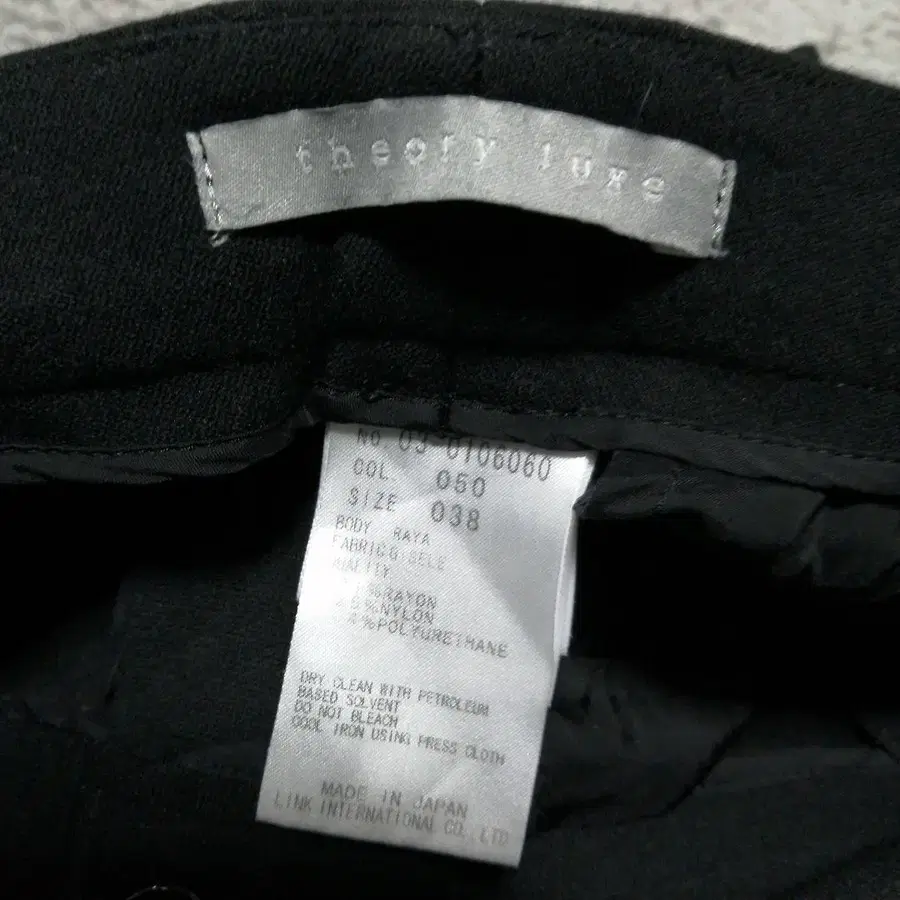 theory luxe
NO 03-0106060
COL. 050
SIZE 038
BODY RAYA
FABRIC G-SELE
QUALITY
%RAYON
%NYLON
4%POLYURETHANE
DRY CLEAN WITH PETROLEUM
BASED SOLVENT
DO NOT BLEACH
COOL IRON USING PRESS CLOTH
MADE IN JAPAN
LINK INTERNATIONAL CO., LTD